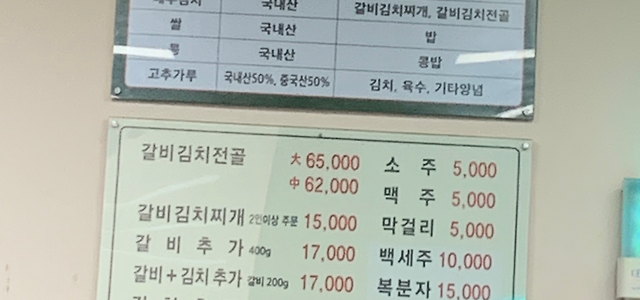 배추김치 국내산 갈비김치찌개, 갈비김치전골
쌀 국내산 밥
콩 국내산 콩밥
고추가루 국내산50%, 중국산50% 김치, 육수, 기타양념
갈비김치전골 大 65,000 소 주 5,000
中 62,000 맥 주 5,000
갈비김치찌개 2인이상 주문 15,000 막걸리 5,000
갈 비 추 가 400g 17,000 백세주 10,000
갈비+김치 추가 갈비 200g 17,000 복분자 15,000